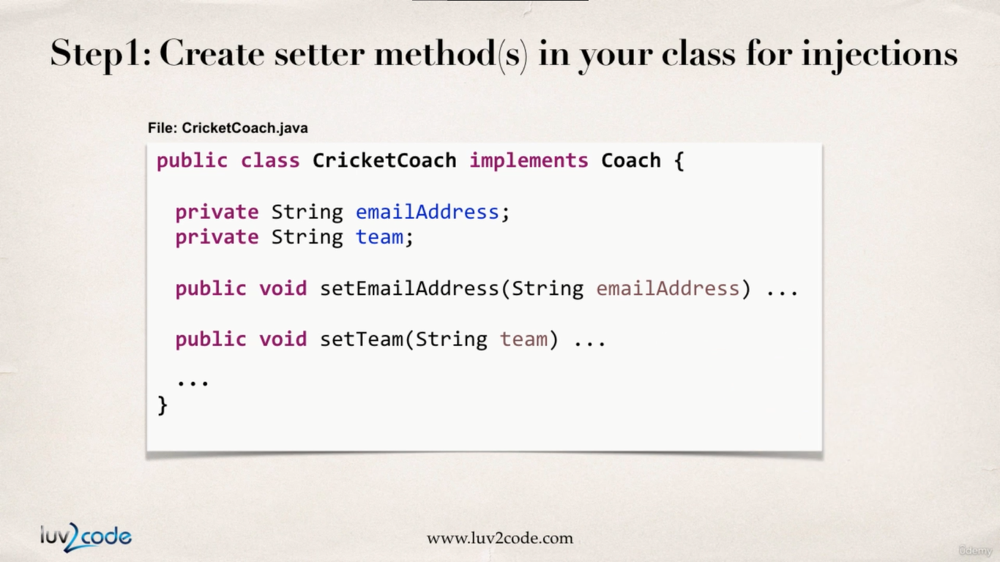 Step1: Create setter method(s) in your class for injections
File: CricketCoach.java
public class CricketCoach implements Coach {
private String emailAddress;
private String team;
public void setEmailAddress(String emailAddress) ...
public void setTeam(String team) ...
...
}
luv2code
www.luv2code.com
ûdemy